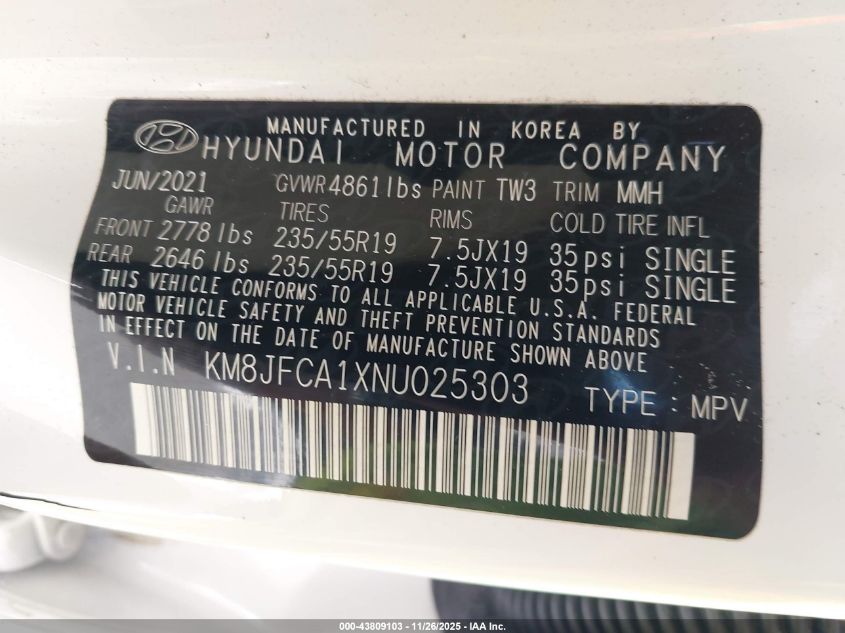 MANUFACTURED IN KOREA BY
HYUNDAI MOTOR COMPANY
JUN/2021 GVWR 4861lbs PAINT TW3 TRIM MMH
GAWR TIRES RIMS COLD TIRE INFL
FRONT 2778 lbs 235/55R19 7.5JX19 35psi SINGLE
REAR 2646 lbs 235/55R19 7.5JX19 35psi SINGLE
THIS VEHICLE CONFORMS TO ALL APPLICABLE U.S.A. FEDERAL
MOTOR VEHICLE SAFETY AND THEFT PREVENTION STANDARDS
IN EFFECT ON THE DATE OF MANUFACTURE SHOWN ABOVE.
V.I.N KM8JFCA1XNU025303 TYPE : MPV
000-43809103 - 11/26/2025 - IAA Inc.